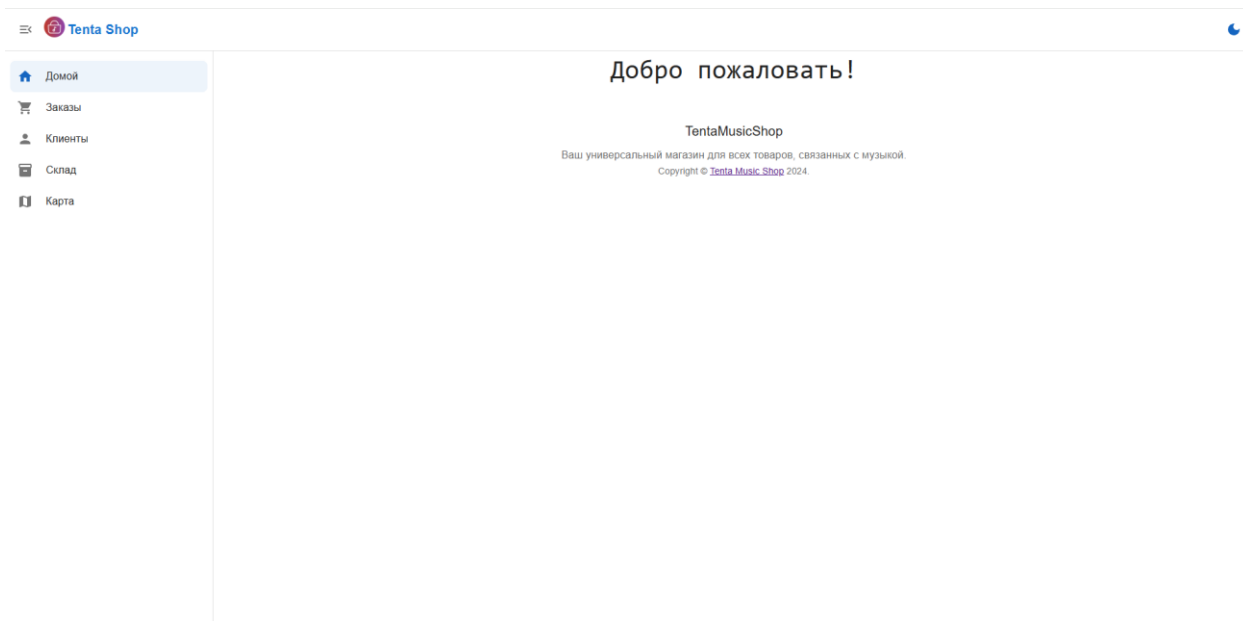 Tenta Shop
Домой
Заказы
Клиенты
Склад
Карта
Добро пожаловать!
TentaMusicShop
Ваш универсальный магазин для всех товаров, связанных с музыкой.
Copyright © Tenta Music Shop 2024.